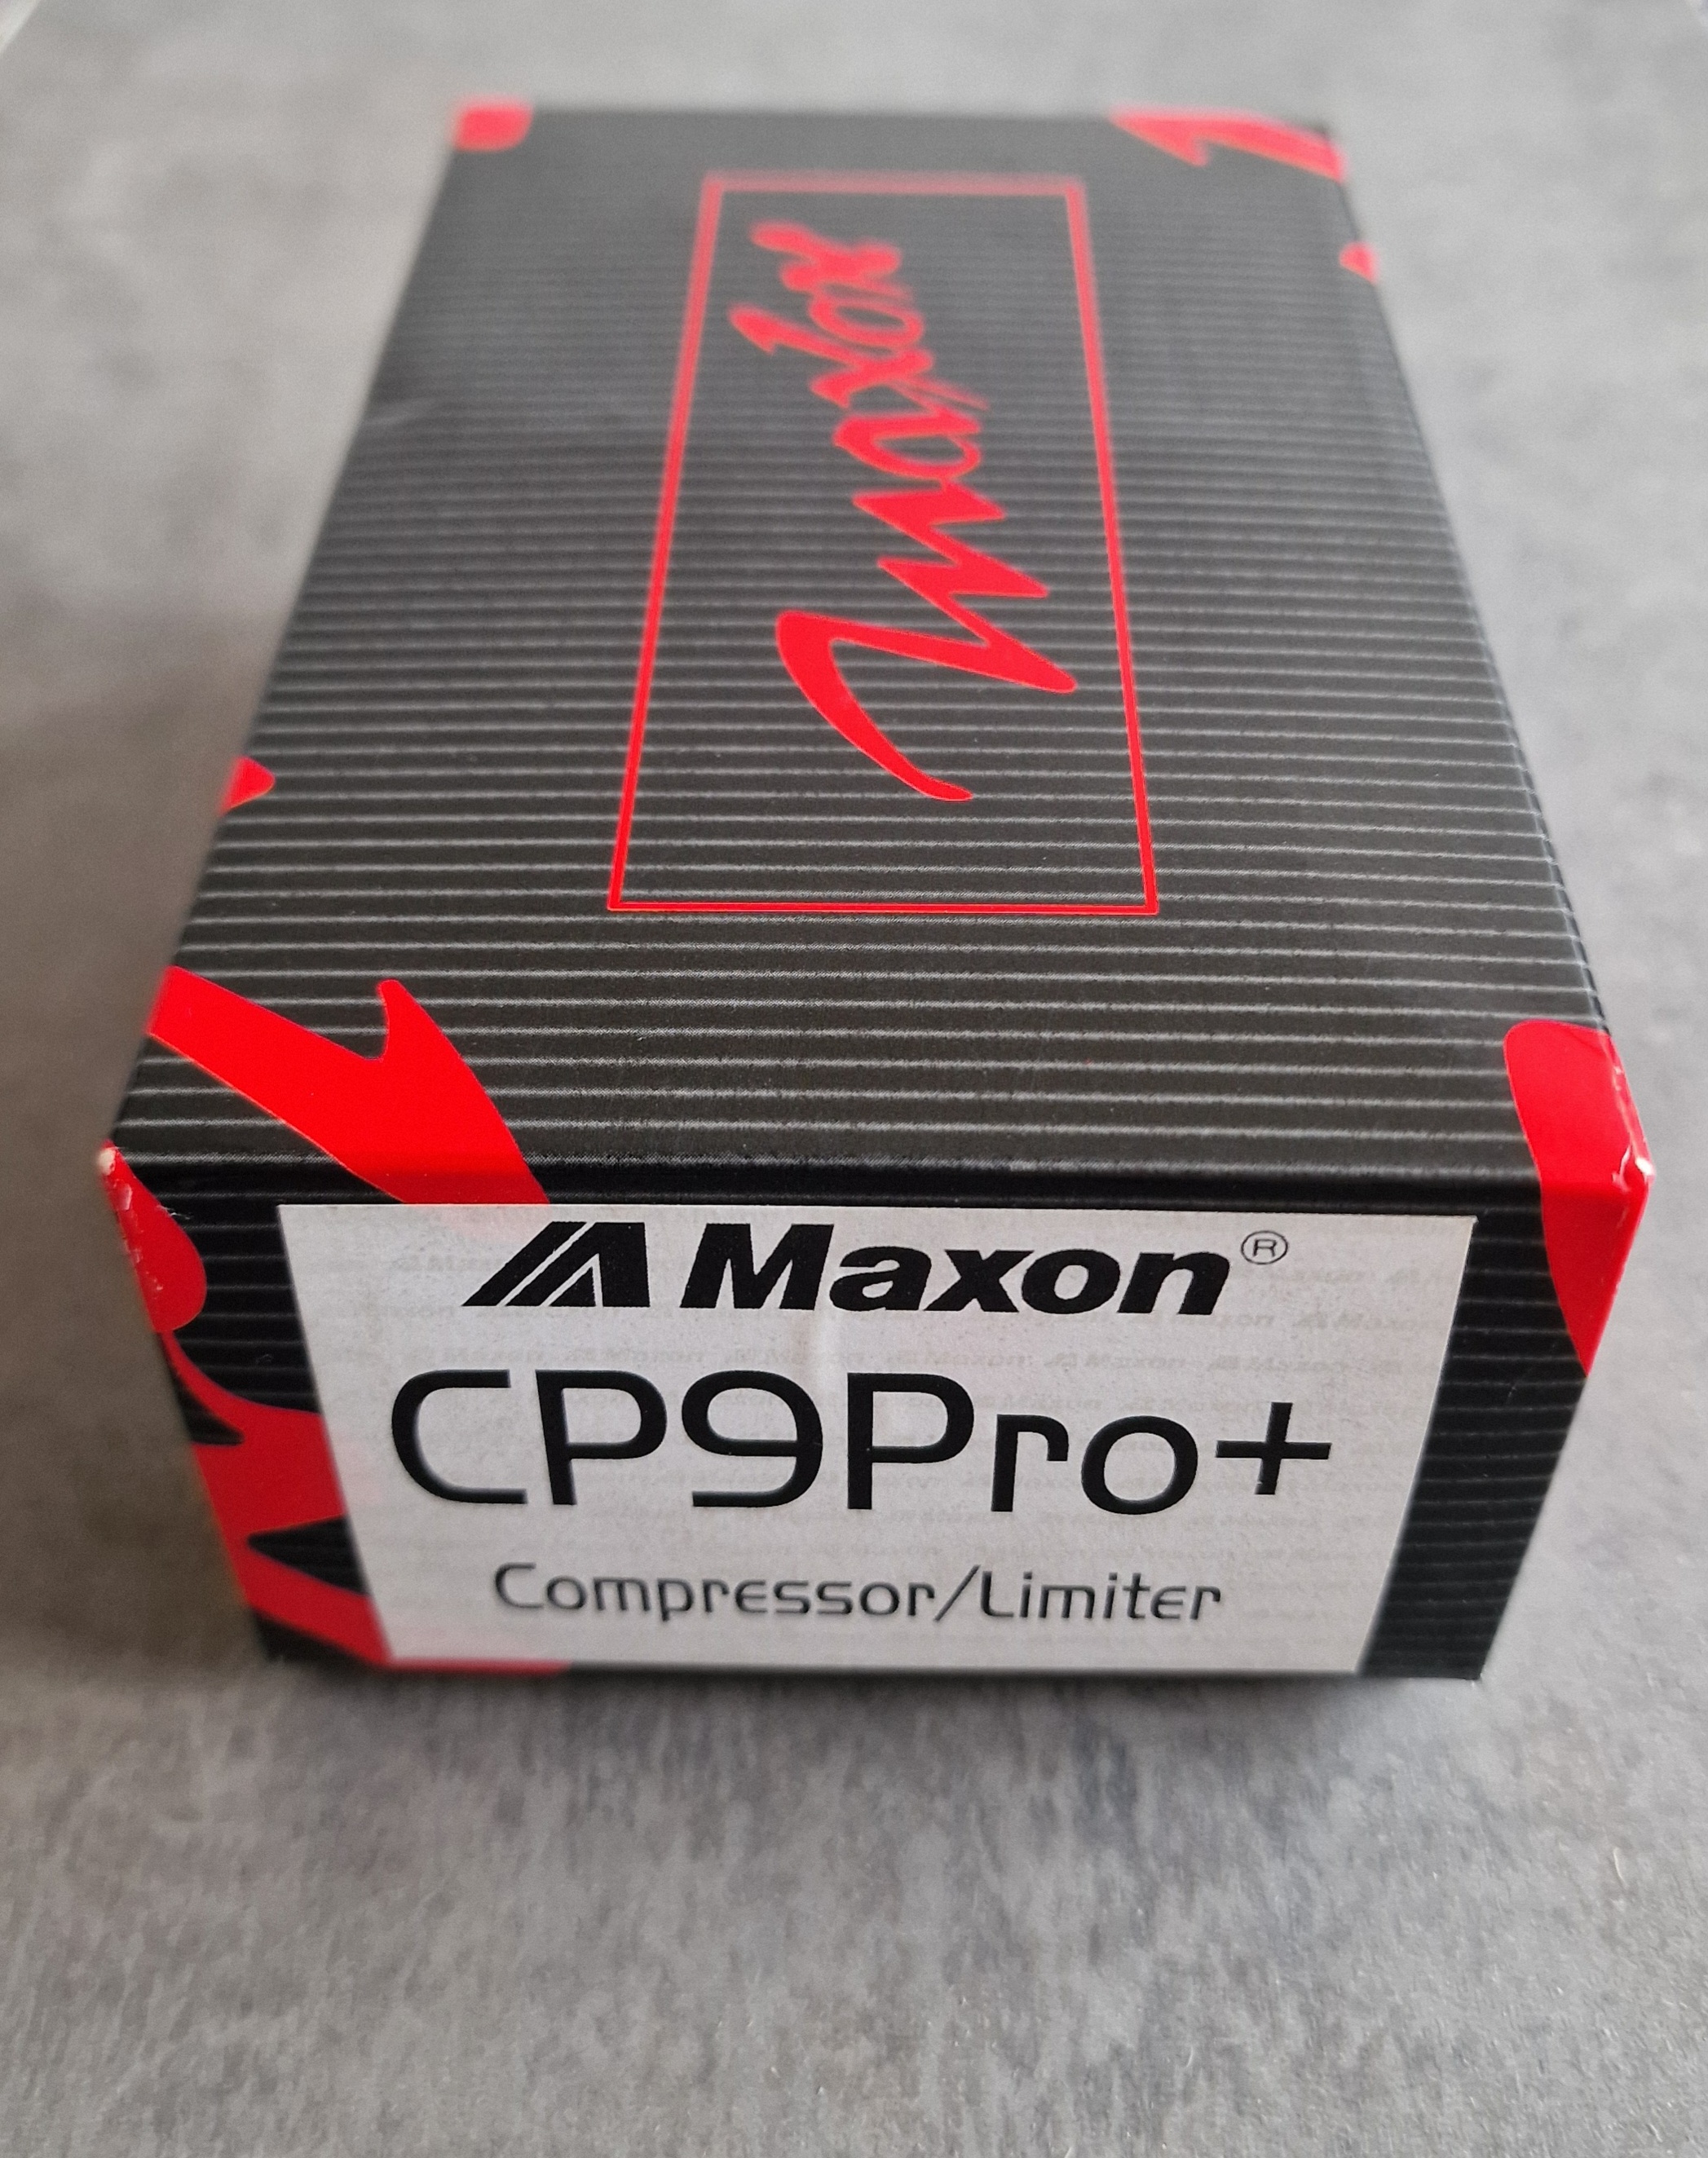 maxon
Maxon®
CP9Pro+
Compressor/Limiter